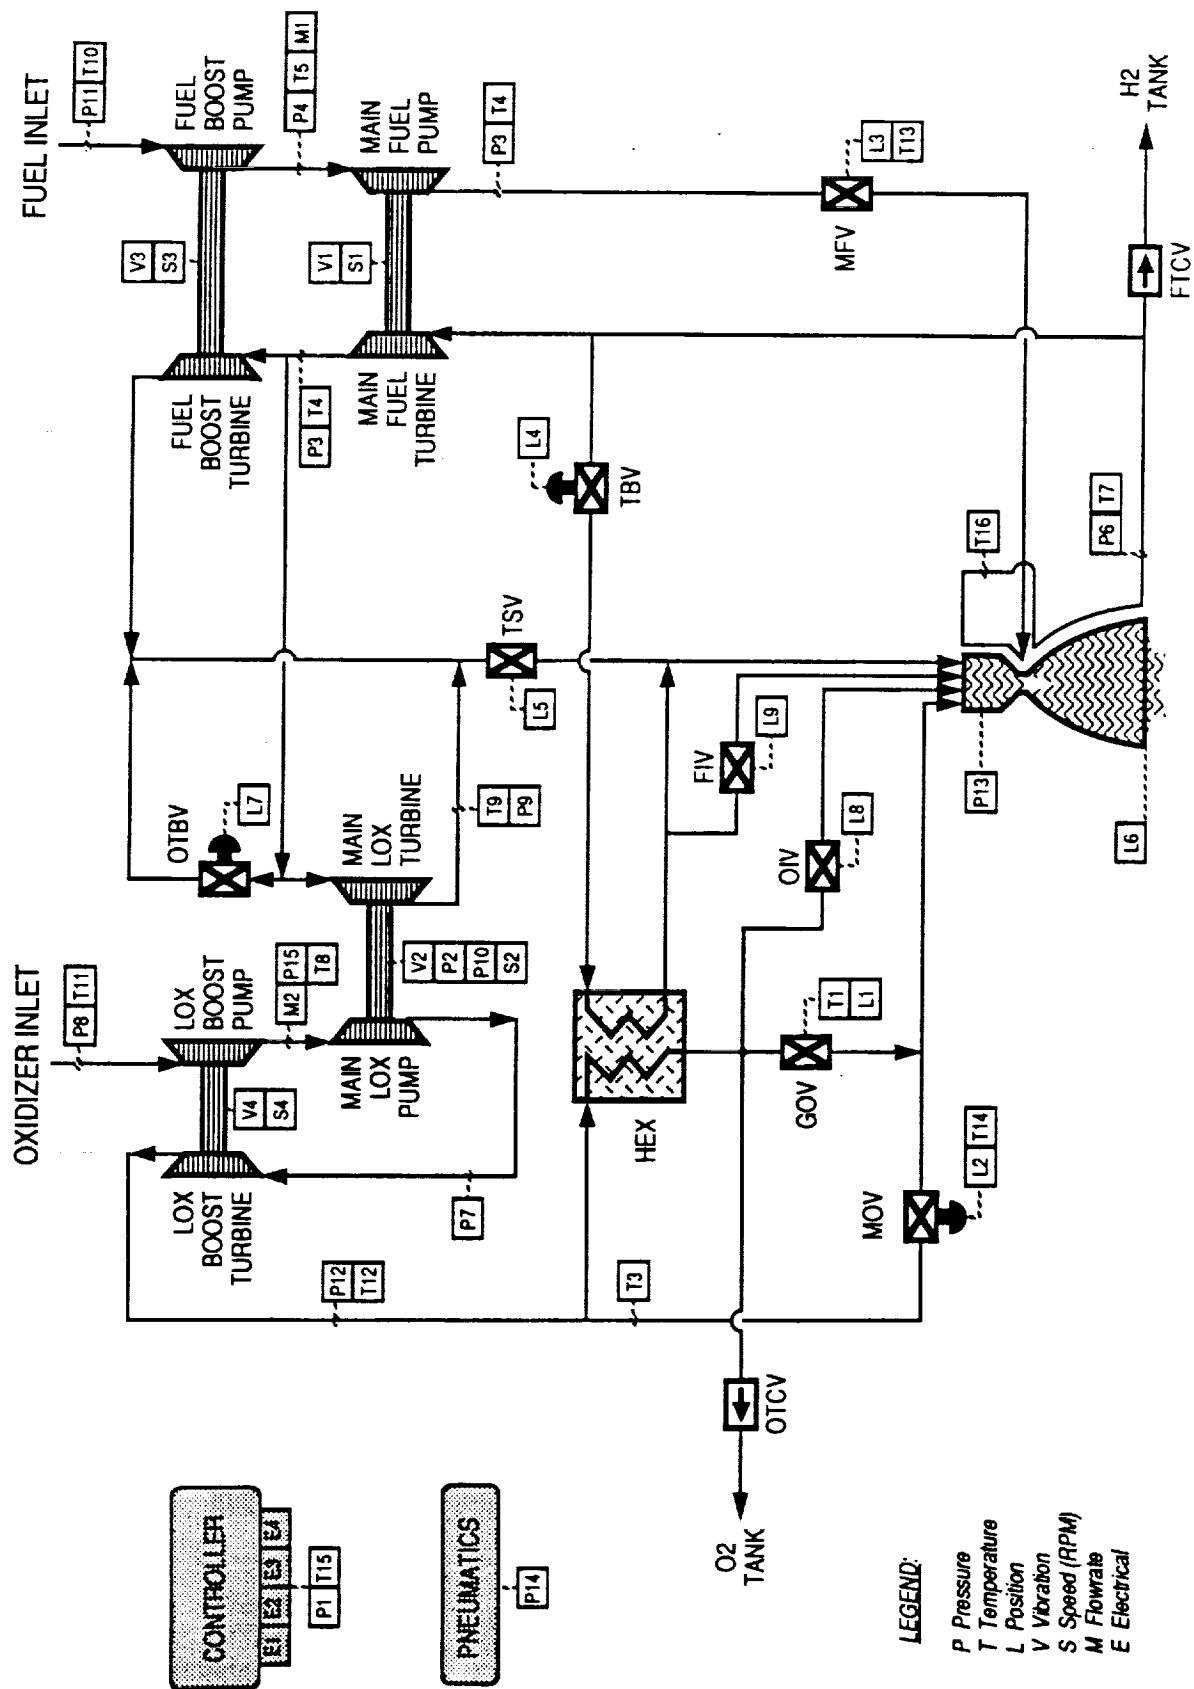 FUEL INLET
P11 T10
FUEL
BOOST
PUMP
P4 T5 M1
MAIN
FUEL
PUMP
P3 T4
V3
S3
V1
S1
FUEL
BOOST
TURBINE
P3 T4
MAIN
FUEL
TURBINE
L3
T13
MFV
H2
TANK
FTCV
L4
TBV
TSV
L5
T16
P6 T7
OTBV
L7
MAIN
LOX
TURBINE
T9
P9
FIV
L9
OIV
L8
P13
L6
OXIDIZER INLET
P8 T11
LOX
BOOST
PUMP
M2 P15
T8
V2
P2
P10
S2
V4
S4
MAIN
LOX
PUMP
LOX
BOOST
TURBINE
P7
HEX
T1
L1
GOV
MOV
L2 T14
P12
T12
T3
OTCV
O2
TANK
CONTROLLER
E1 E2 E3 E4
P1 T15
PNEUMATICS
P14
LEGEND:
P Pressure
T Temperature
L Position
V Vibration
S Speed (RPM)
M Flowrate
E Electrical